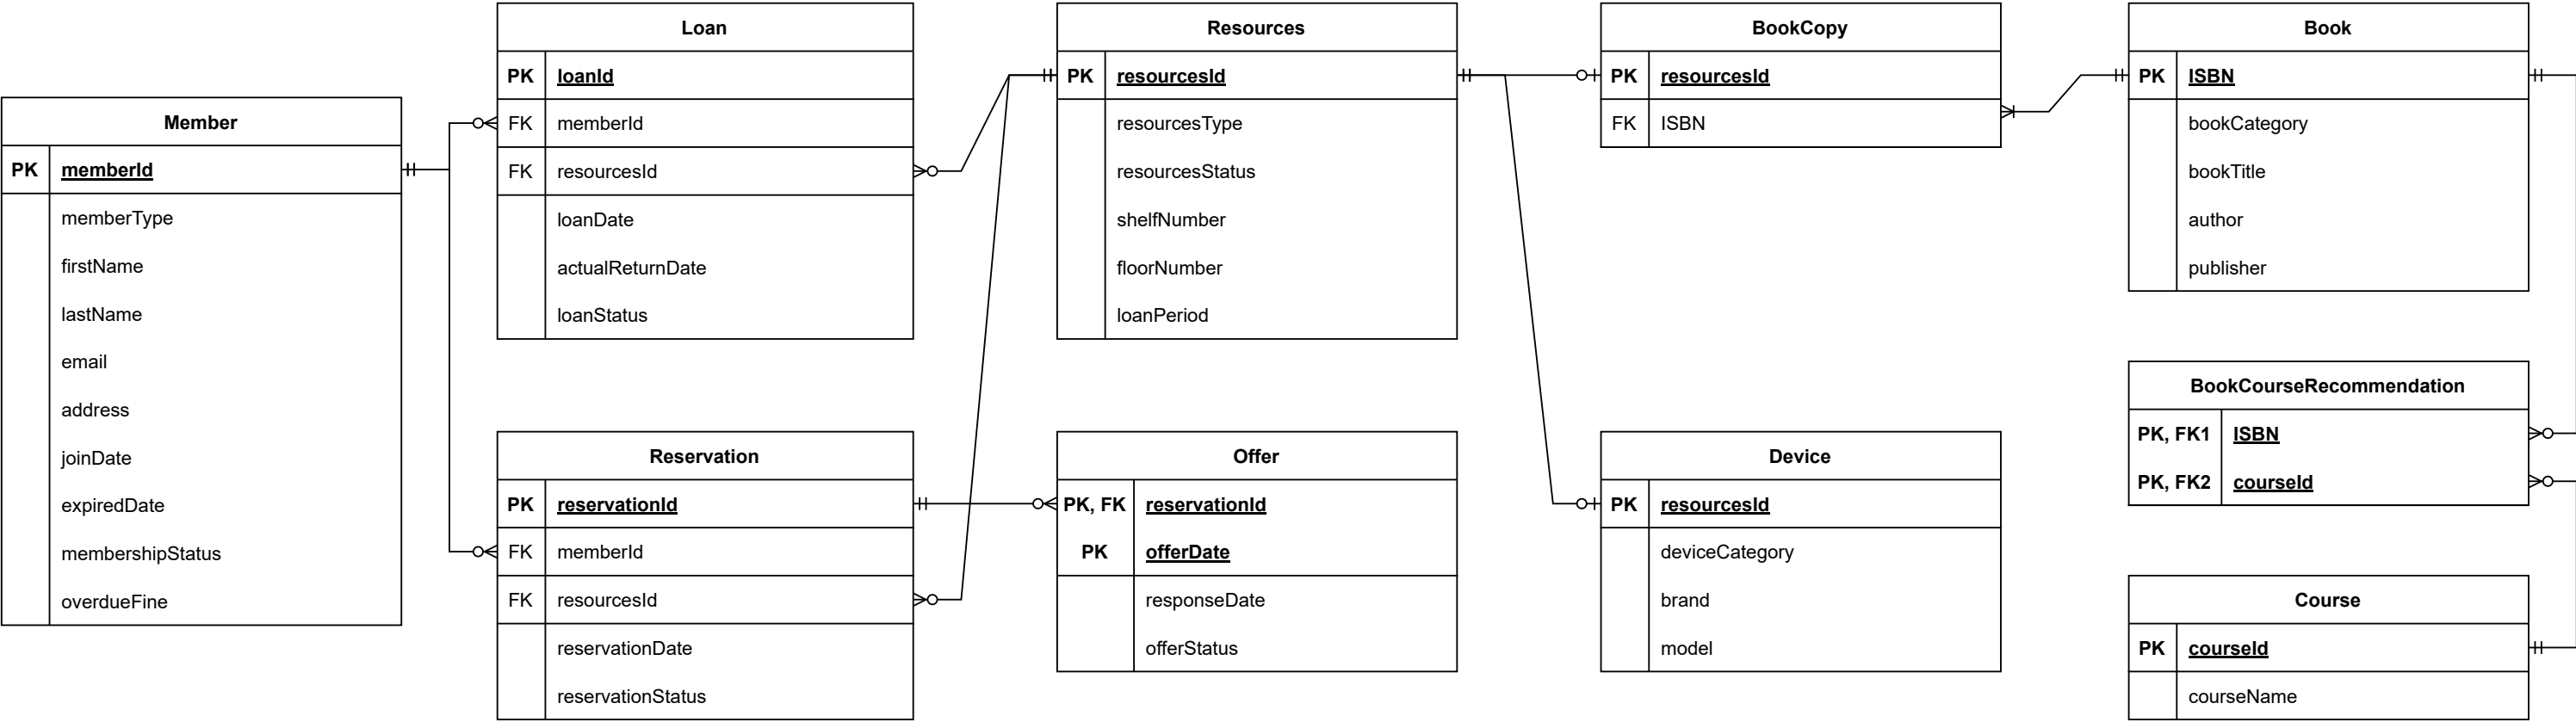 Member
PK memberId
memberType
firstName
lastName
email
address
joinDate
expiredDate
membershipStatus
overdueFine
Loan
PK loanId
FK memberId
FK resourcesId
loanDate
actualReturnDate
loanStatus
Reservation
PK reservationId
FK memberId
FK resourcesId
reservationDate
reservationStatus
Resources
PK resourcesId
resourcesType
resourcesStatus
shelfNumber
floorNumber
loanPeriod
Offer
PK, FK reservationId
PK offerDate
responseDate
offerStatus
BookCopy
PK resourcesId
FK ISBN
Device
PK resourcesId
deviceCategory
brand
model
Book
PK ISBN
bookCategory
bookTitle
author
publisher
BookCourseRecommendation
PK, FK1 ISBN
PK, FK2 courseId
Course
PK courseId
courseName